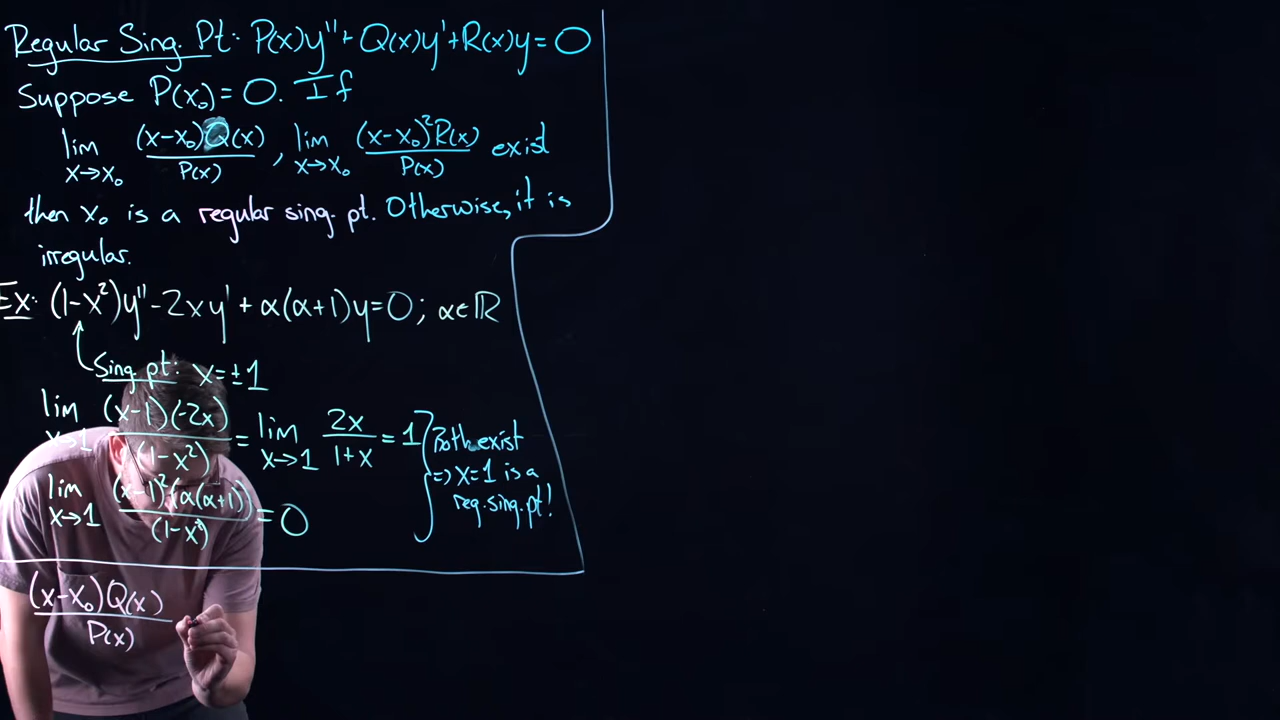 Regular Sing. Pt: P(x)y'' + Q(x)y' + R(x)y = 0
Suppose P(x₀) = 0. If
lim x→x₀ (x-x₀)Q(x)/P(x), lim x→x₀ (x-x₀)²R(x)/P(x) exist
then x₀ is a regular sing. pt. Otherwise, it is
irregular.
Ex: (1-x²)y'' - 2xy' + α(α+1)y = 0; α∈ℝ
Sing. pt: x = ±1
lim x→1 (x-1)(-2x)/(1-x²) = lim x→1 2x/(1+x) = 1
lim x→1 (x-1)²(α(α+1))/(1-x²) = 0
Both exist
⇒ x=1 is a
reg. sing. pt!
(x-x₀)Q(x)/P(x)